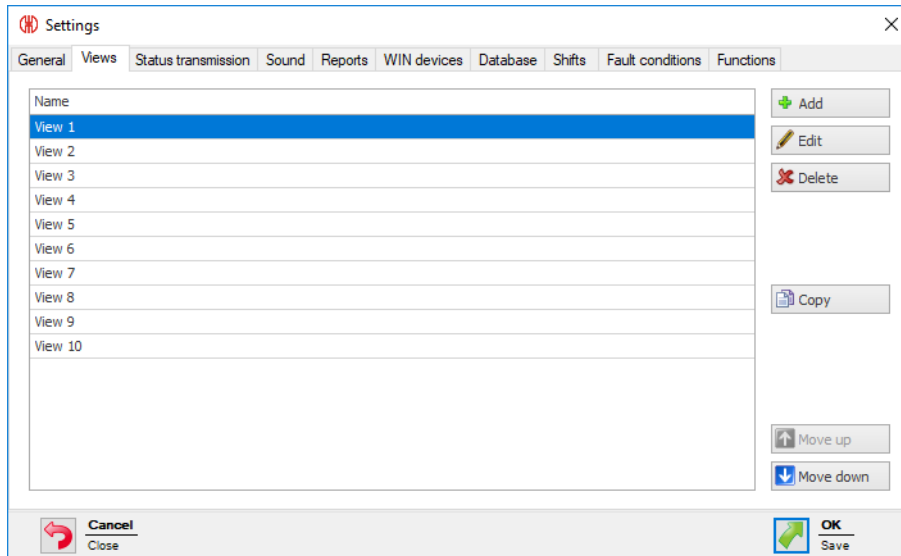 Settings
General Views Status transmission Sound Reports WIN devices Database Shifts Fault conditions Functions
Name
View 1
View 2
View 3
View 4
View 5
View 6
View 7
View 8
View 9
View 10
Add
Edit
Delete
Copy
Move up
Move down
Cancel
Close
OK
Save